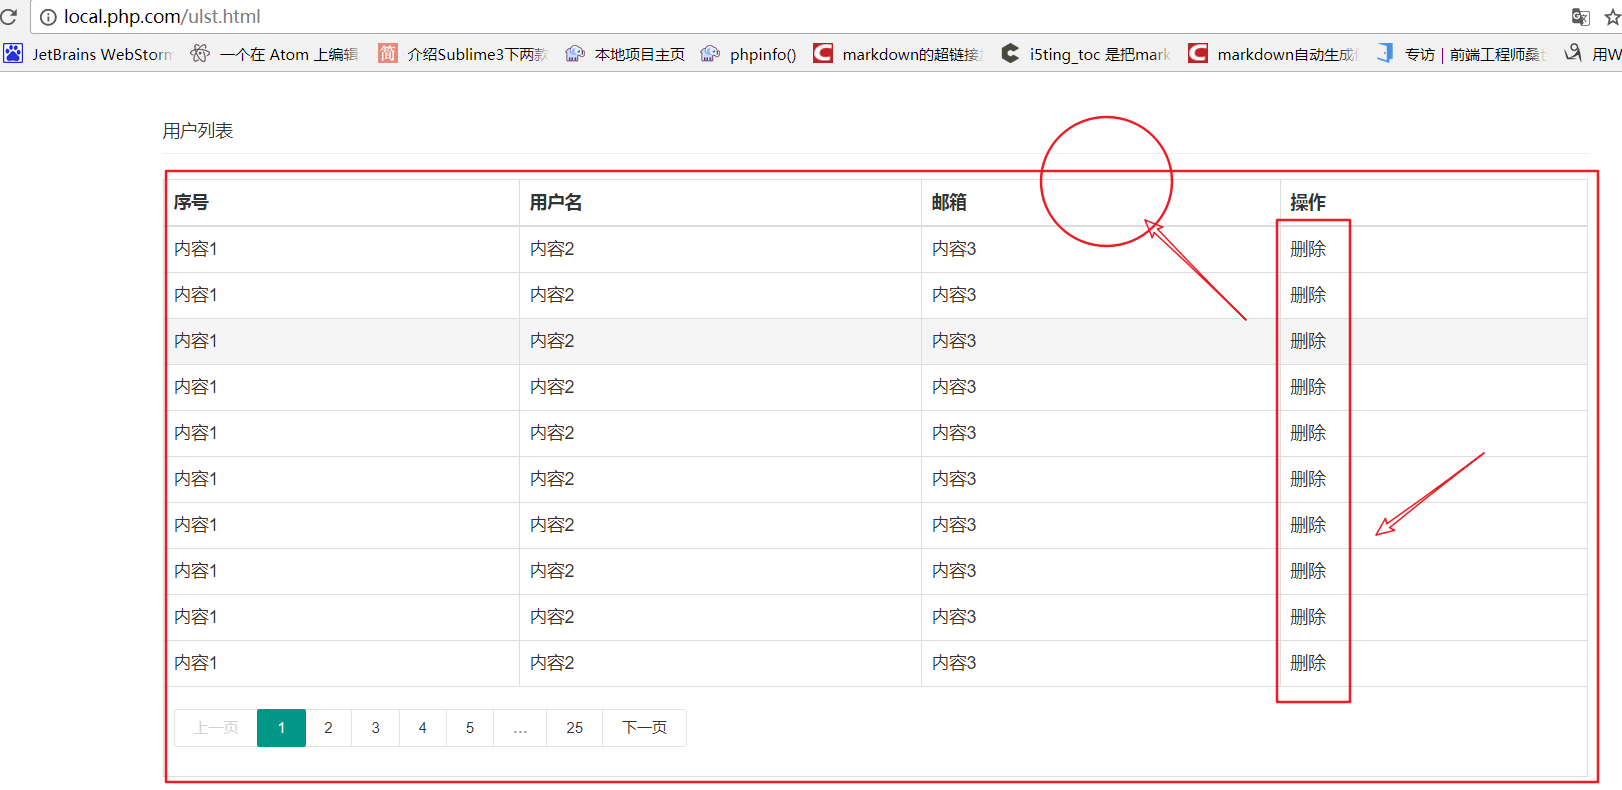 local.php.com/ulst.html
JetBrains WebStorm 一个在 Atom 上编辑 简 介绍Sublime3下两款 本地项目主页 phpinfo() markdown的超链接 i5ting_toc 是把mark markdown自动生成 专访 | 前端工程师 用W
用户列表
序号 用户名 邮箱 操作
内容1 内容2 内容3 删除
内容1 内容2 内容3 删除
内容1 内容2 内容3 删除
内容1 内容2 内容3 删除
内容1 内容2 内容3 删除
内容1 内容2 内容3 删除
内容1 内容2 内容3 删除
内容1 内容2 内容3 删除
内容1 内容2 内容3 删除
内容1 内容2 内容3 删除
上一页 1 2 3 4 5 ... 25 下一页